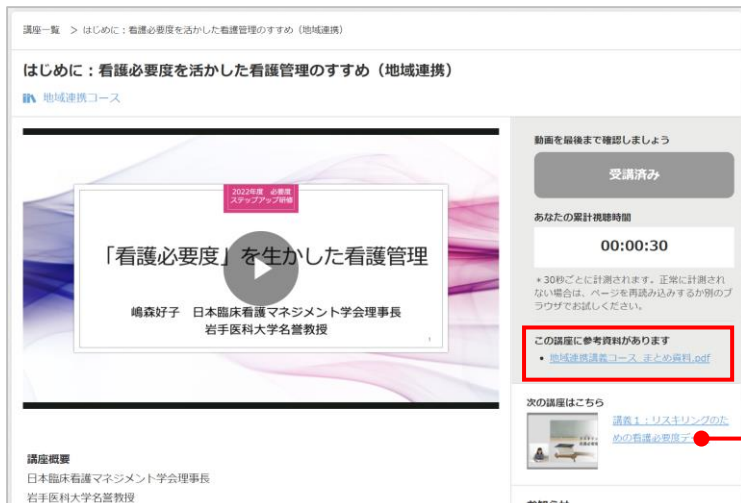 講座一覧 > はじめに：看護必要度を活かした看護管理のすすめ（地域連携）
はじめに：看護必要度を活かした看護管理のすすめ（地域連携）
地域連携コース
2022年度 必要度
ステップアップ研修
「看護必要度」を生かした看護管理
嶋森好子 日本臨床看護マネジメント学会理事長
岩手医科大学名誉教授
1
講座概要
日本臨床看護マネジメント学会理事長
岩手医科大学名誉教授
動画を最後まで確認しましょう
受講済み
あなたの累計視聴時間
00:00:30
*30秒ごとに計測されます。正常に計測され
ない場合は、ページを再読み込みするか別のブ
ラウザでお試しください。
この講座に参考資料があります
地域連携講義コース_まとめ資料.pdf
次の講座はこちら
講義１：リスキリングのた
めの看護必要度デ